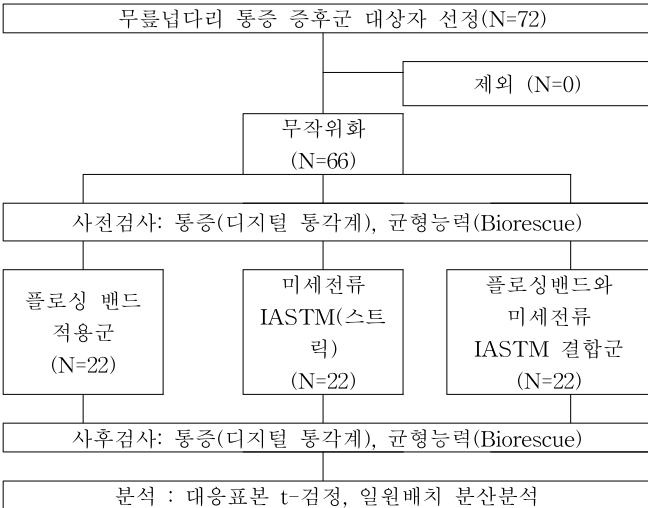 무릎넙다리 통증 증후군 대상자 선정(N=72)
제외 (N=0)
무작위화
(N=66)
사전검사: 통증(디지털 통각계), 균형능력(Biorescue)
플로싱 밴드
적용군
(N=22)
미세전류
IASTM(스트
릭)
(N=22)
플로싱밴드와
미세전류
IASTM 결합군
(N=22)
사후검사: 통증(디지털 통각계), 균형능력(Biorescue)
분석 : 대응표본 t-검정, 일원배치 분산분석